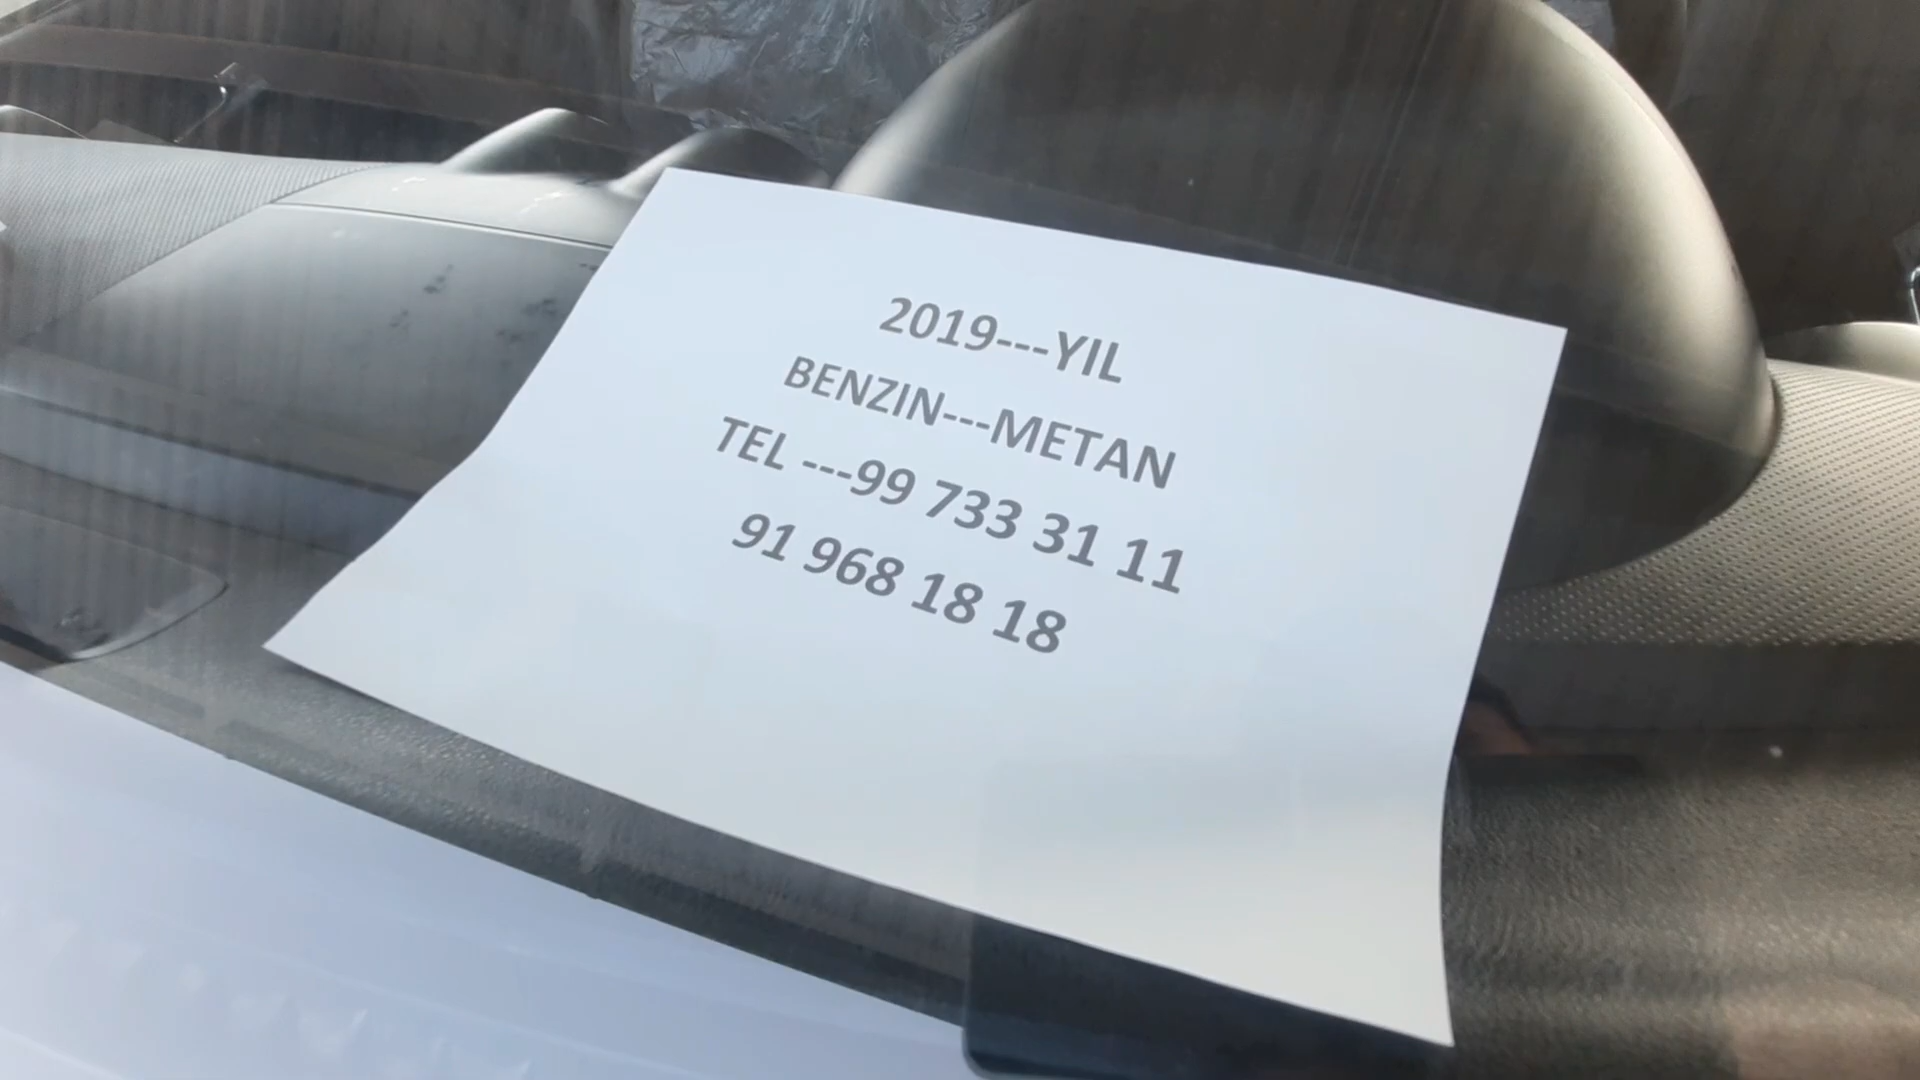 2019---YIL
BENZIN---METAN
TEL ---99 733 31 11
91 968 18 18